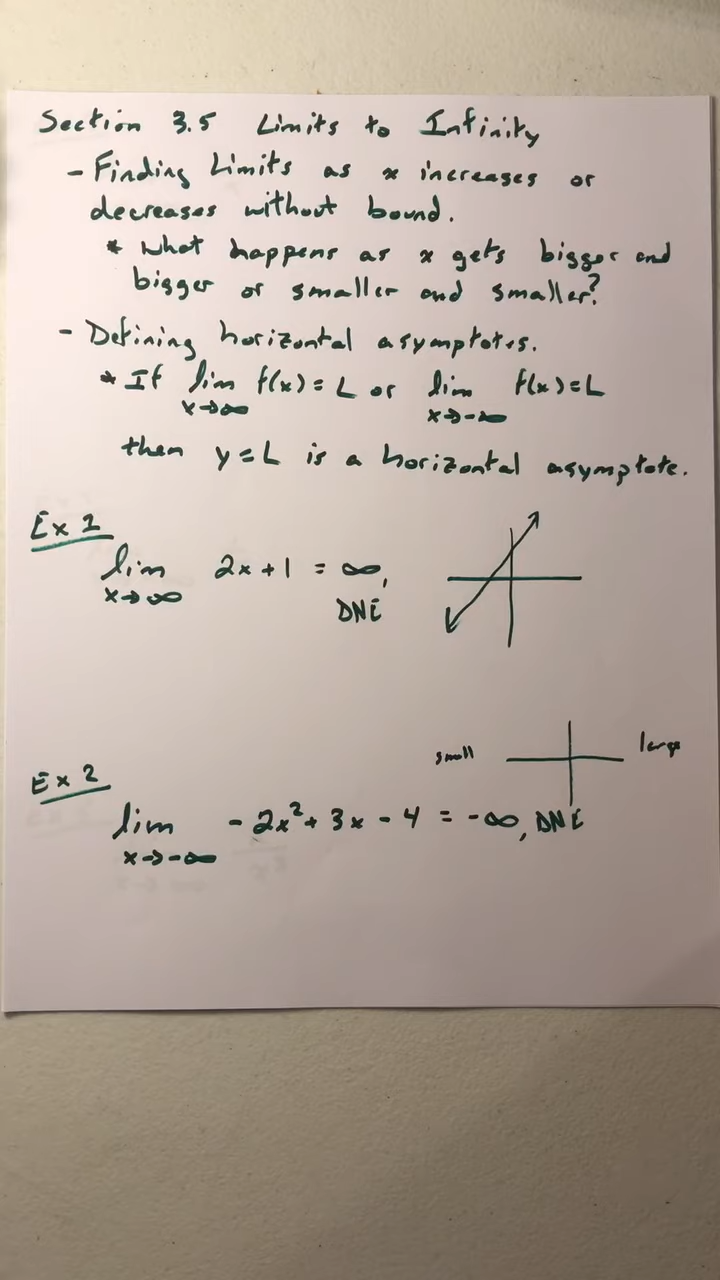 Section 3.5 Limits to Infinity
- Finding Limits as x increases or
decreases without bound.
* What happens as x gets bigger and
bigger or smaller and smaller?
- Defining horizontal asymptotes.
* If lim f(x) = L or lim f(x) = L
x→∞ x→-∞
then y = L is a horizontal asymptote.
Ex 1
lim 2x + 1 = ∞,
x→∞ DNE
small large
Ex 2
lim -2x² + 3x - 4 = -∞, DNE
x→-∞